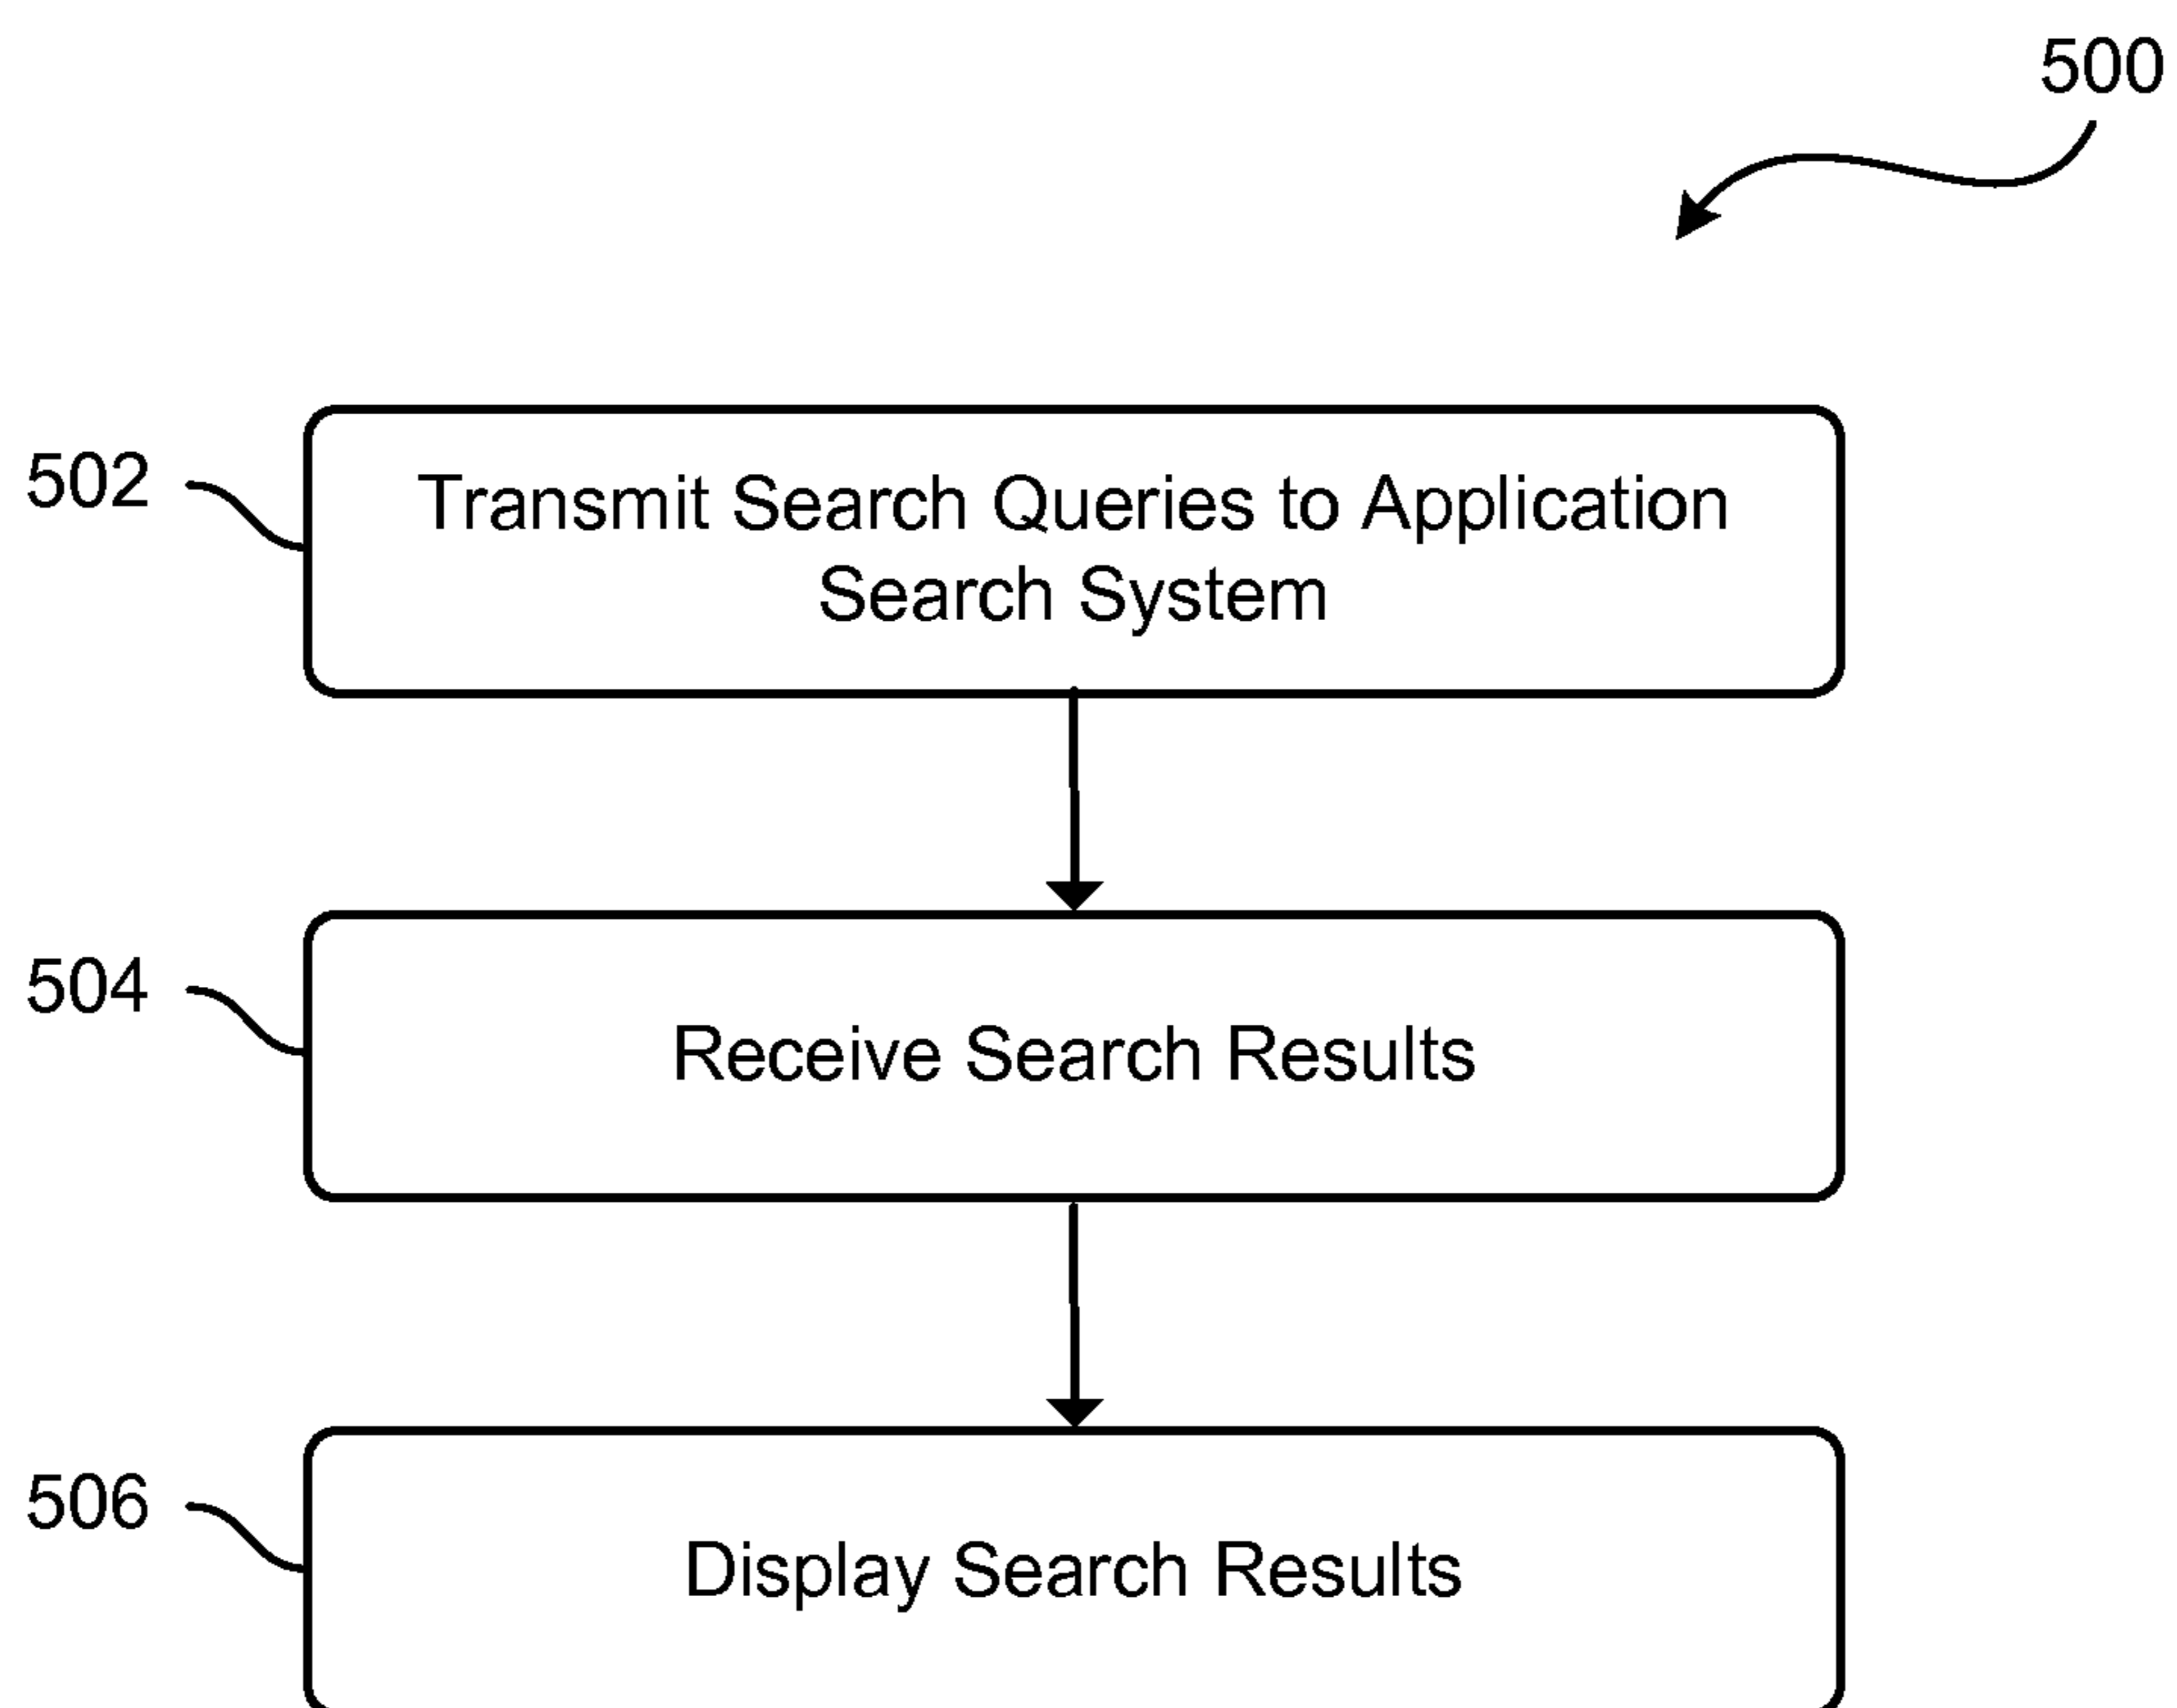 500
502
Transmit Search Queries to Application
Search System
504
Receive Search Results
506
Display Search Results